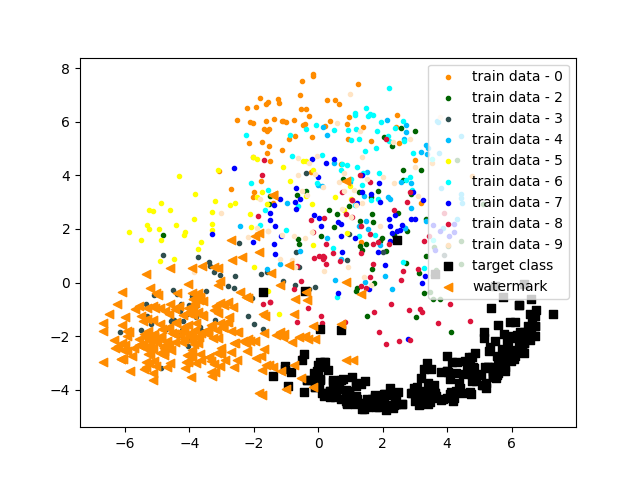 8
6
4
2
0
−2
−4
−6
−4
−2
0
2
4
6
train data - 0
train data - 2
train data - 3
train data - 4
train data - 5
train data - 6
train data - 7
train data - 8
train data - 9
target class
watermark